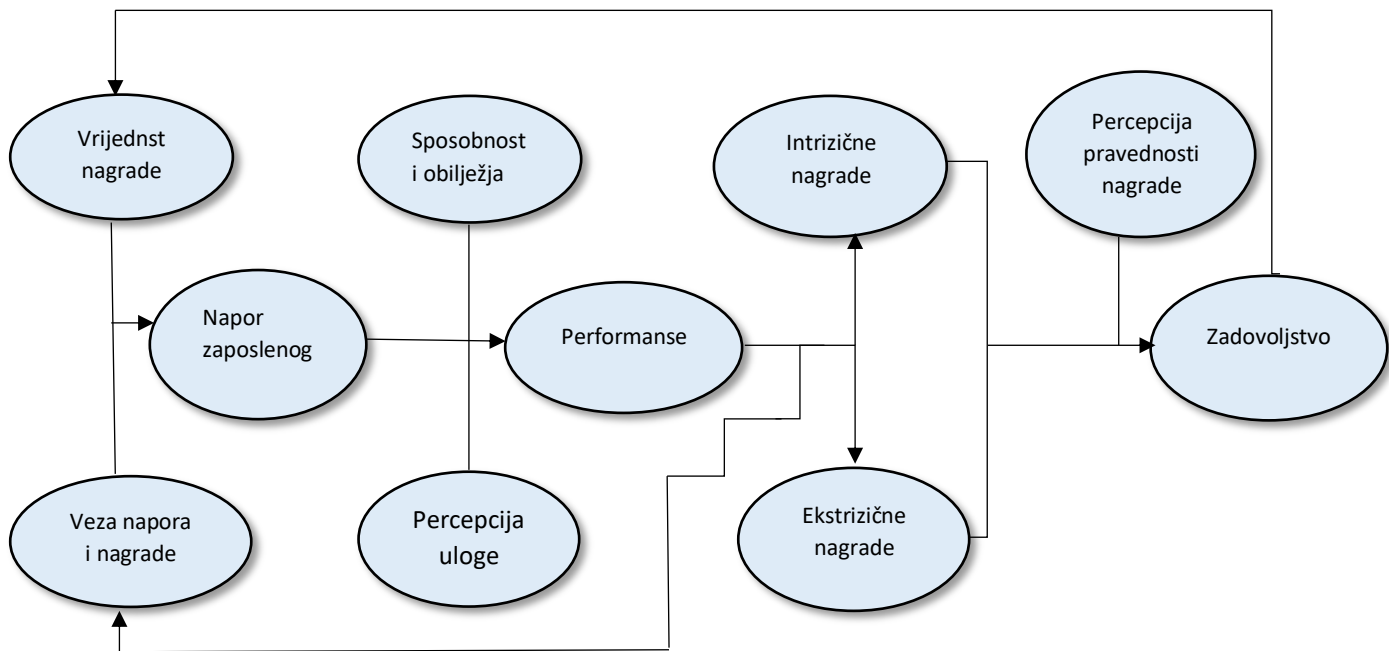 Vrijednst
nagrade
Sposobnost
i obilježja
Intrizične
nagrade
Percepcija
pravednosti
nagrade
Napor
zaposlenog
Performanse
Zadovoljstvo
Veza napora
i nagrade
Percepcija
uloge
Ekstrizične
nagrade